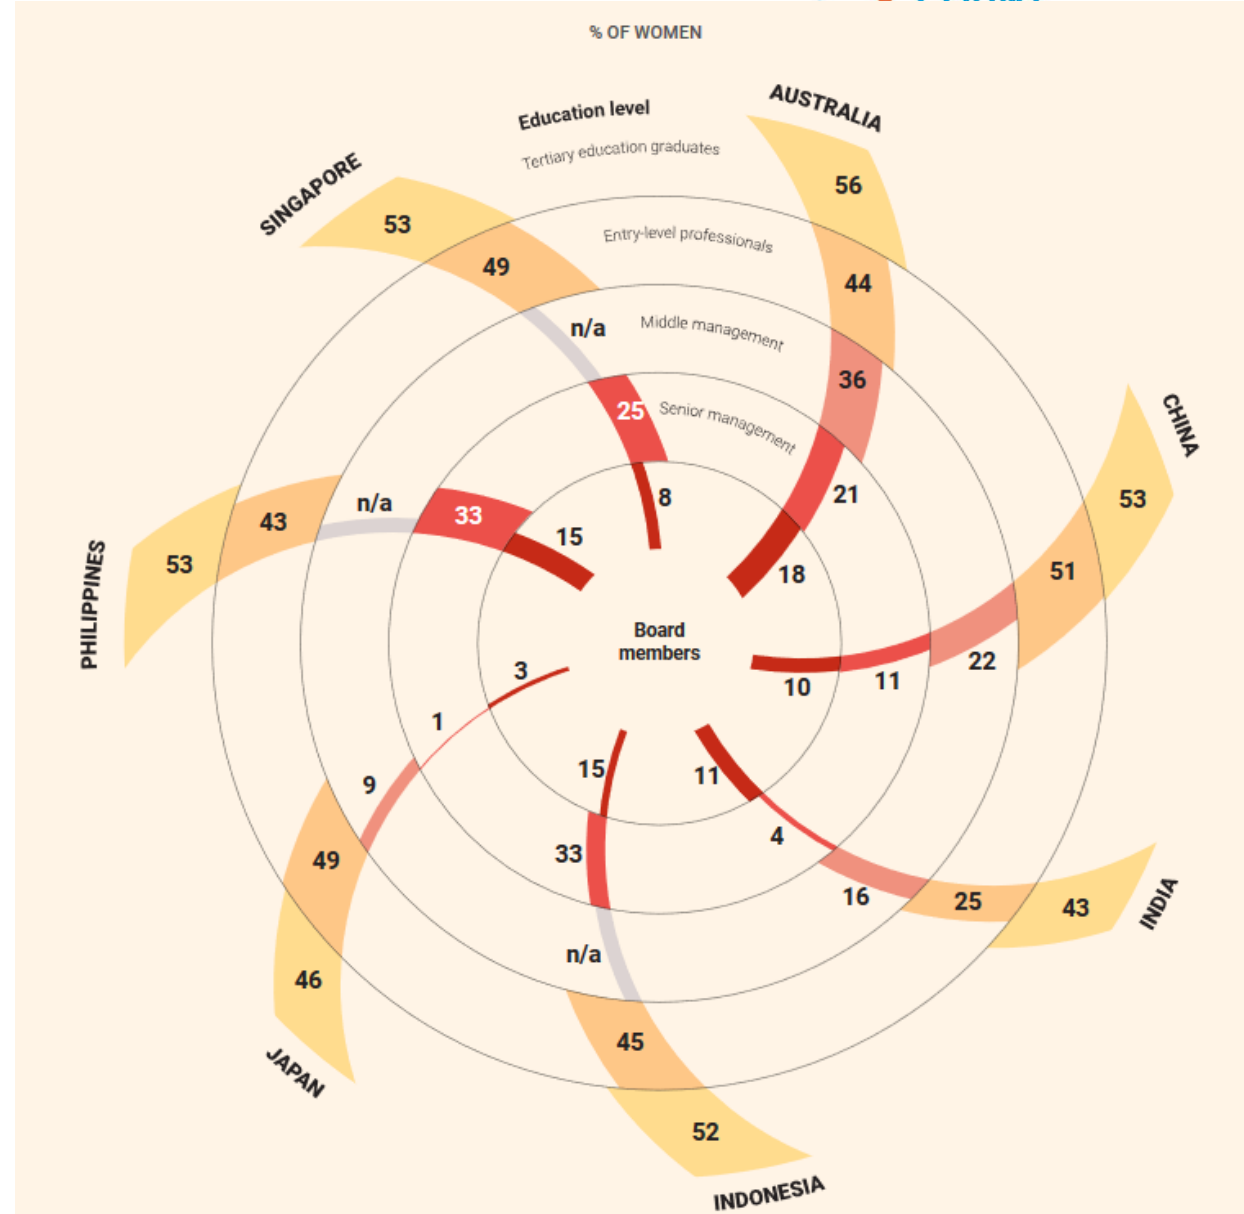 % OF WOMEN
Education level
Tertiary education graduates
Entry-level professionals
Middle management
Senior management
Board
members
AUSTRALIA
56
44
36
21
18
CHINA
53
51
22
11
10
INDIA
43
25
16
4
11
INDONESIA
52
45
n/a
33
15
JAPAN
46
49
9
1
3
PHILIPPINES
53
43
n/a
33
15
SINGAPORE
53
49
n/a
25
8